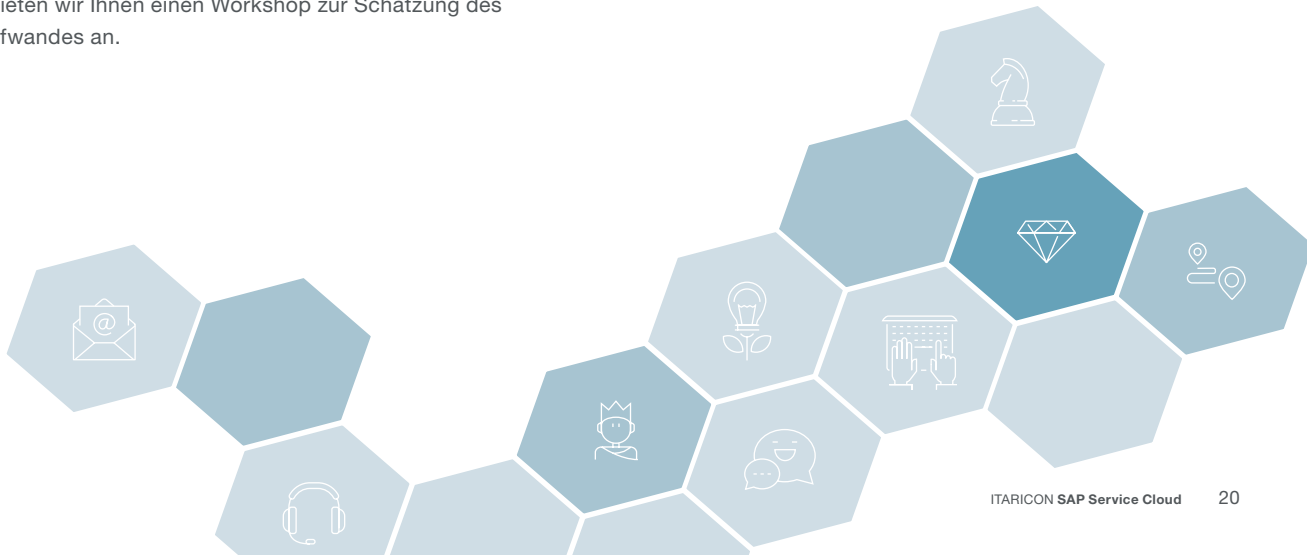 ieten wir Ihnen einen Workshop zur Schätzung des
fwandes an.
@
ITARICON SAP Service Cloud 20